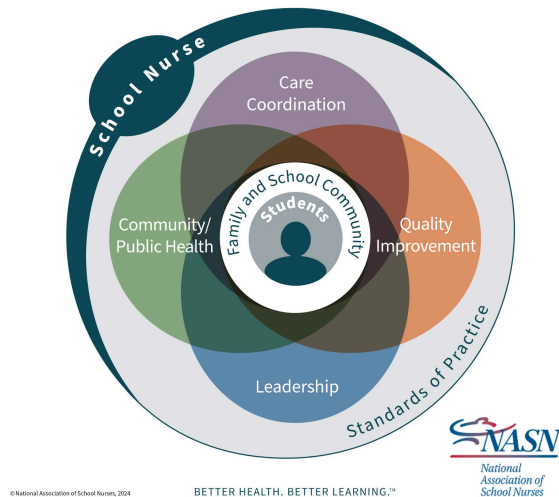 School Nurse
Care
Coordination
Family and School Community
Students
Community/
Public Health
Quality
Improvement
Leadership
Standards of Practice
NASN
National
Association of
School Nurses
© National Association of School Nurses, 2024
BETTER HEALTH. BETTER LEARNING.™